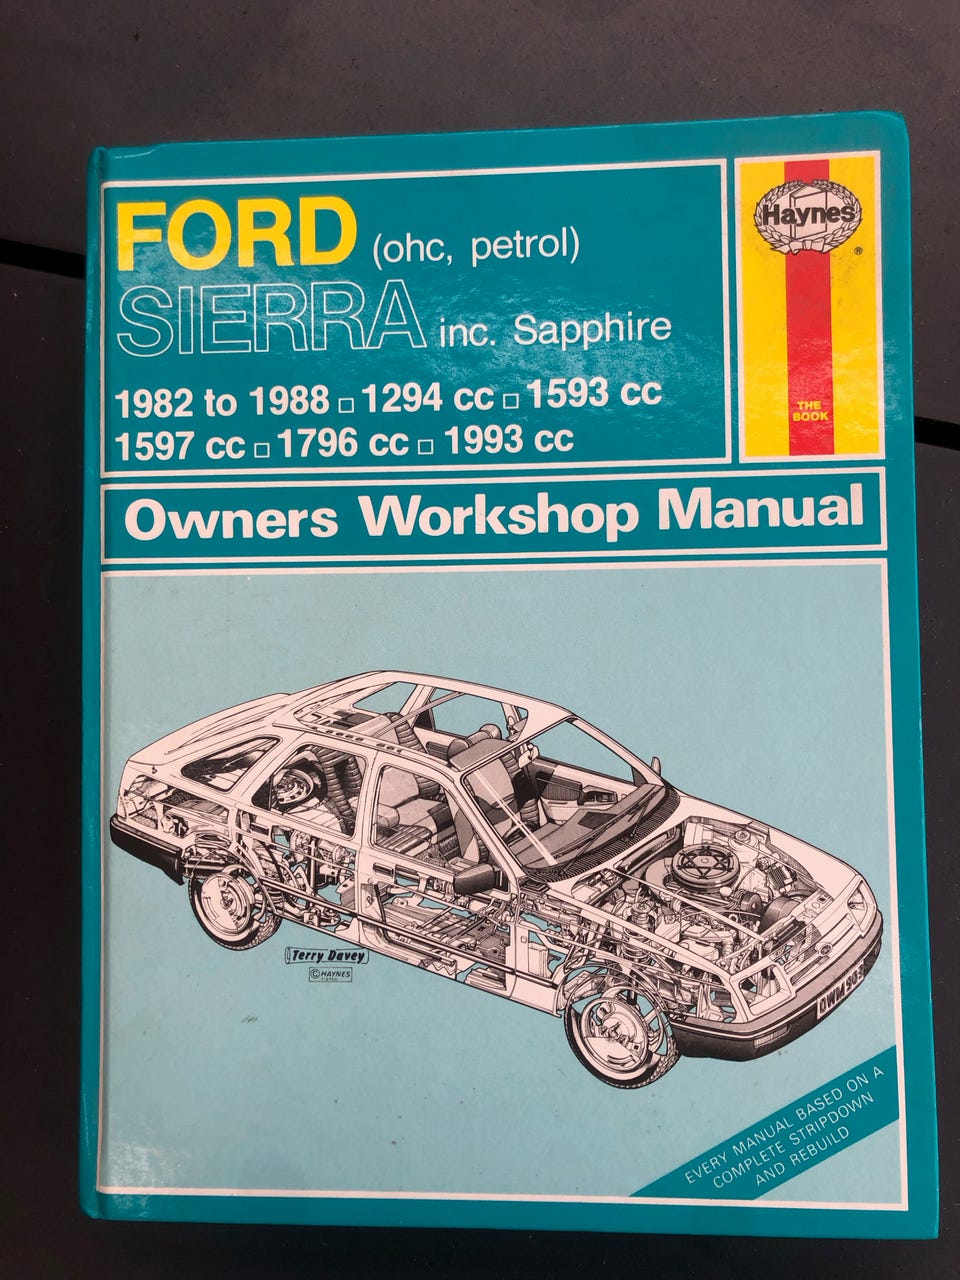 FORD (ohc, petrol)
SIERRA inc. Sapphire
1982 to 1988 □ 1294 cc □ 1593 cc
1597 cc □ 1796 cc □ 1993 cc
Haynes
®
THE
BOOK
Owners Workshop Manual
Terry Davey
© HAYNES
EVERY MANUAL BASED ON A
COMPLETE STRIPDOWN
AND REBUILD